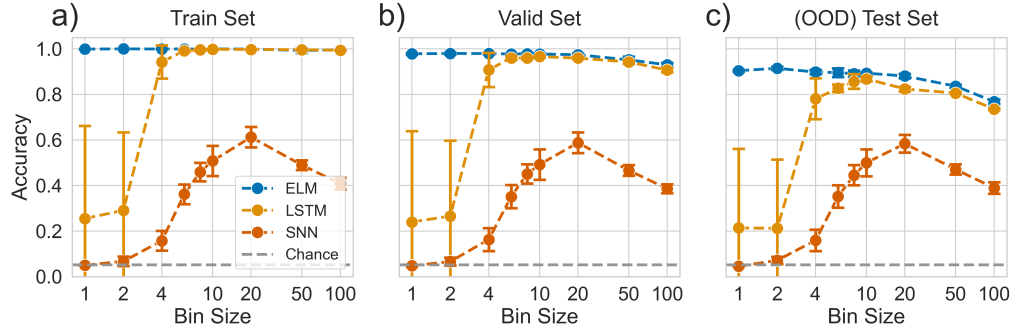 a) Train Set
b) Valid Set
c) (OOD) Test Set
Accuracy
1.0
0.8
0.6
0.4
0.2
0.0
ELM
LSTM
SNN
Chance
1 2 4 10 20 50 100
1 2 4 10 20 50 100
1 2 4 10 20 50 100
Bin Size
Bin Size
Bin Size